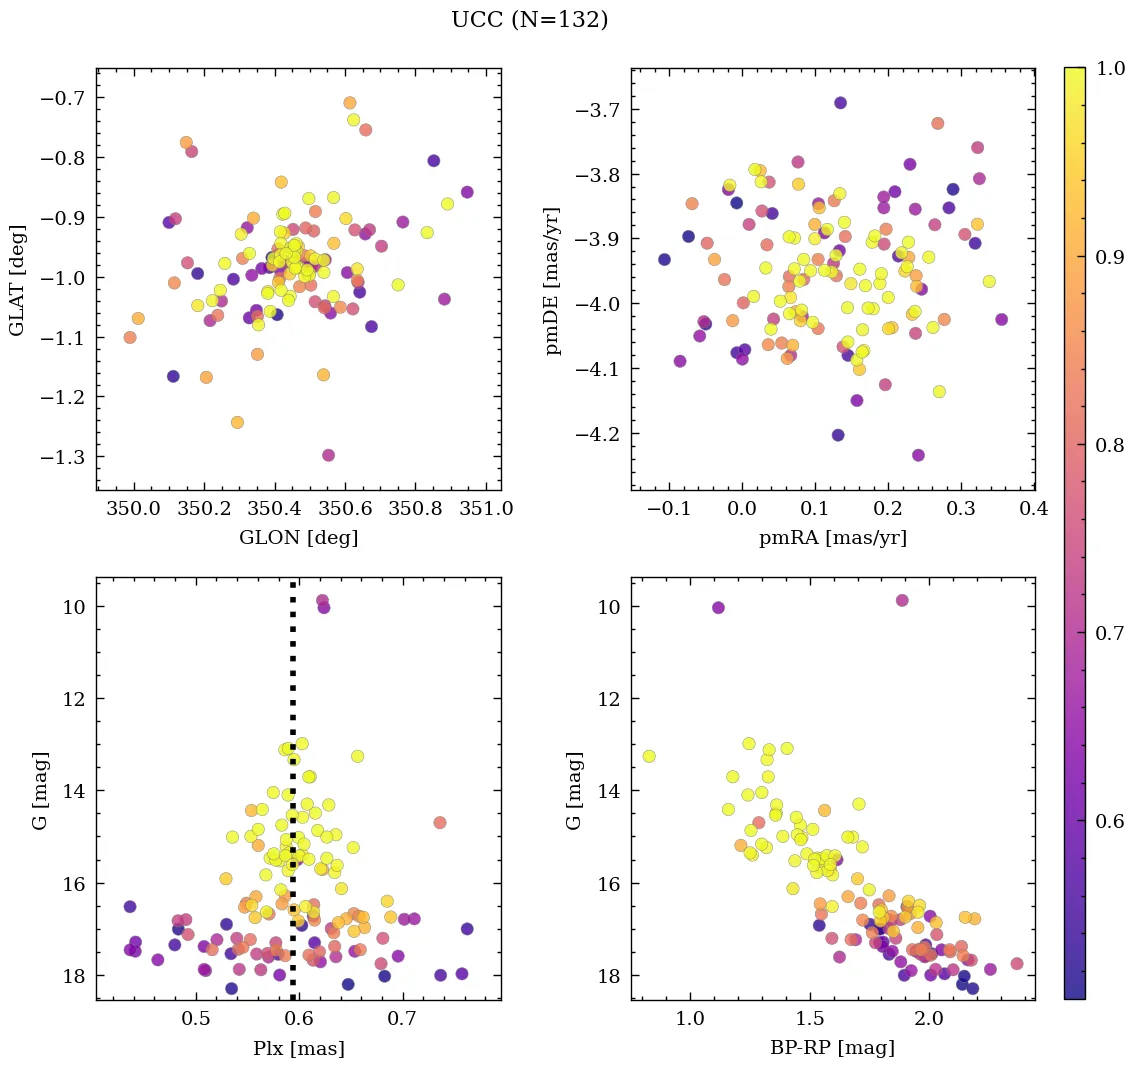 UCC (N=132)
−0.7
−0.8
−0.9
−1.0
−1.1
−1.2
−1.3
GLAT [deg]
350.0 350.2 350.4 350.6 350.8 351.0
GLON [deg]
−3.7
−3.8
−3.9
−4.0
−4.1
−4.2
pmDE [mas/yr]
−0.1 0.0 0.1 0.2 0.3 0.4
pmRA [mas/yr]
10
12
14
16
18
G [mag]
0.5 0.6 0.7
Plx [mas]
10
12
14
16
18
G [mag]
1.0 1.5 2.0
BP-RP [mag]
1.0
0.9
0.8
0.7
0.6